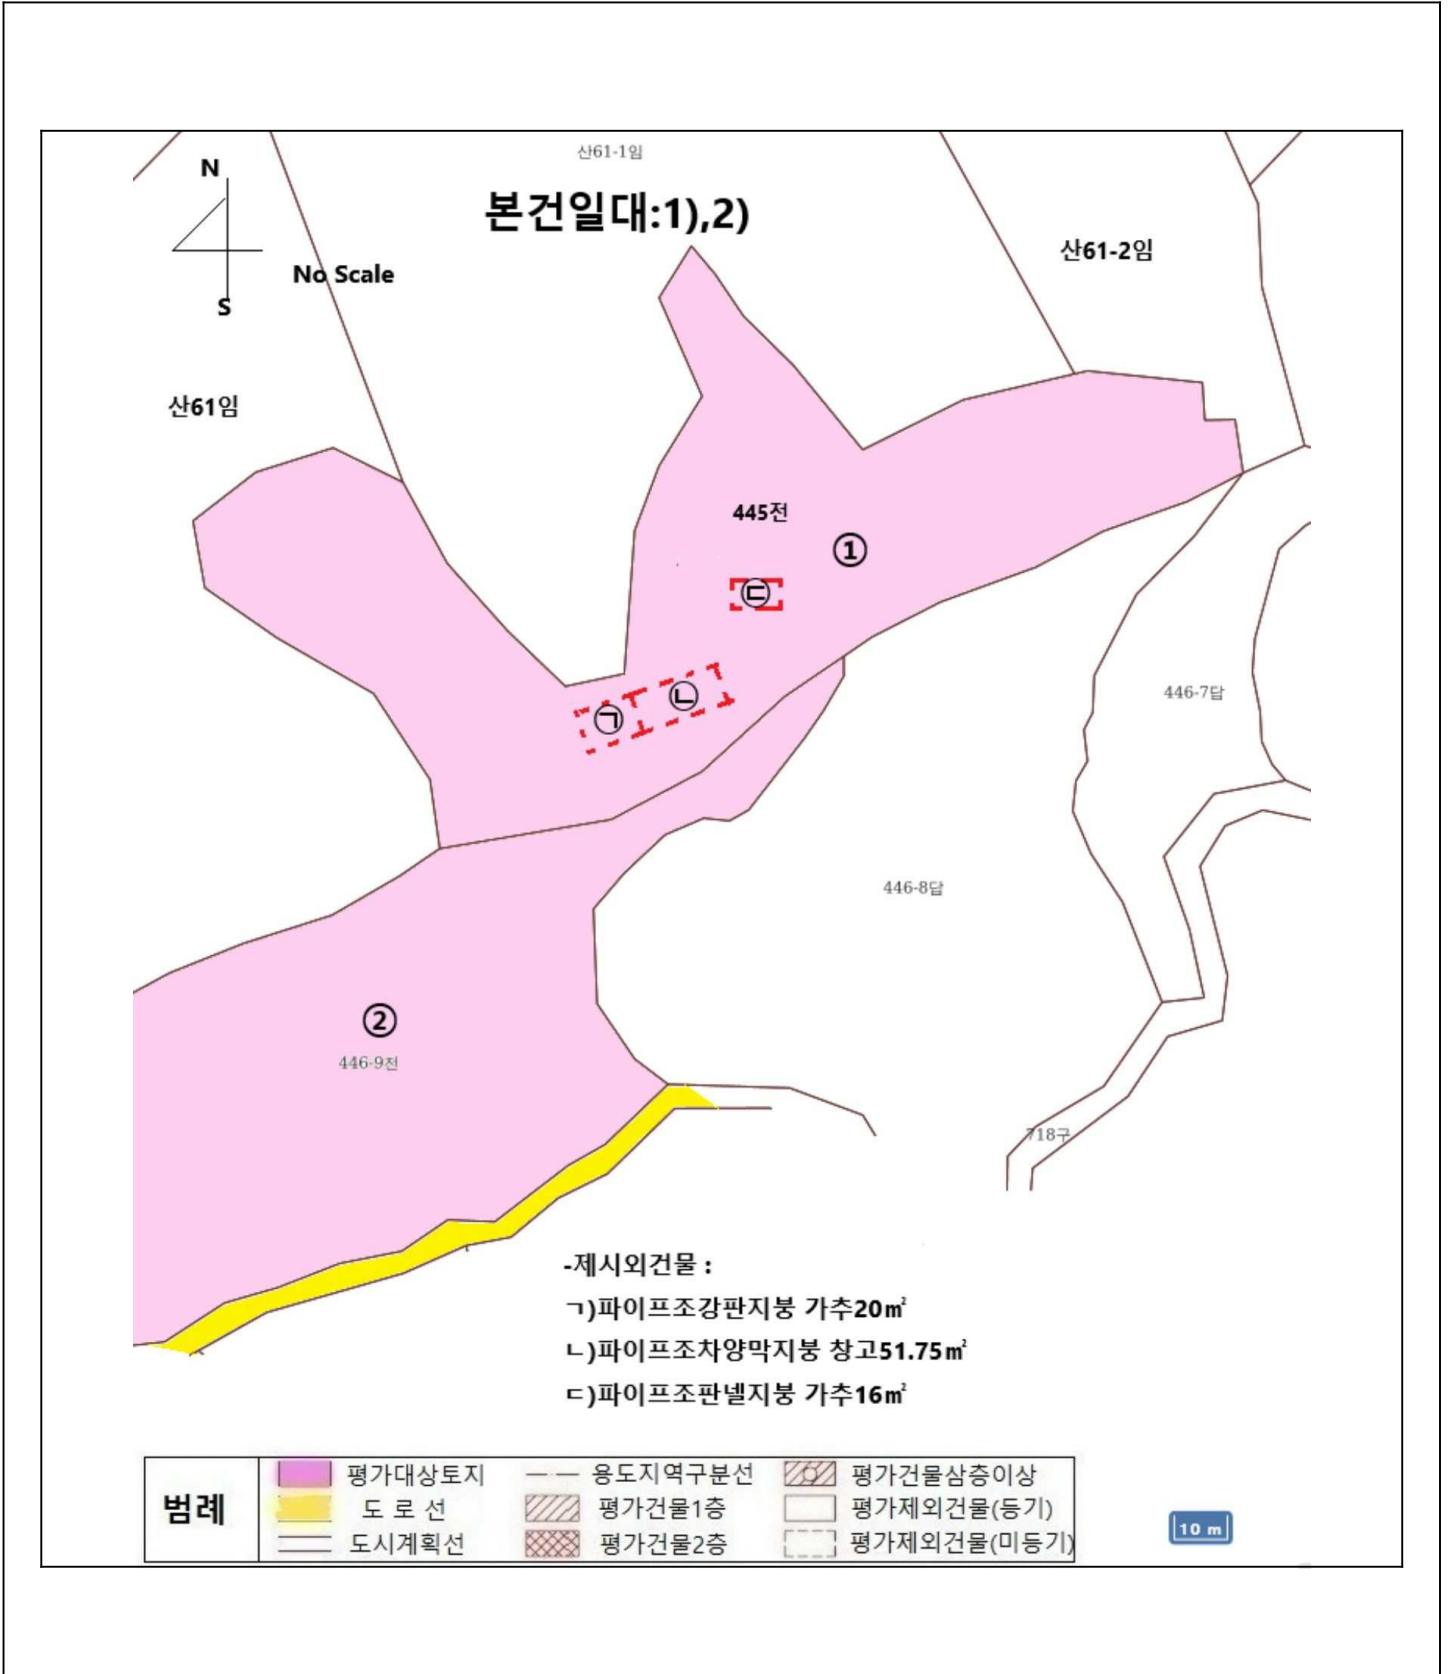 산61-1임
N
본건일대:1),2)
산61-2임
No Scale
S
산61임
445전
①
㉢
㉡
㉠
446-7답
446-8답
②
446-9전
718구
-제시외건물 :
ㄱ)파이프조강판지붕 가추20㎡
ㄴ)파이프조차양막지붕 창고51.75㎡
ㄷ)파이프조판넬지붕 가추16㎡
범례
평가대상토지 용도지역구분선 평가건물삼층이상
도 로 선 평가건물1층 평가제외건물(등기)
도시계획선 평가건물2층 평가제외건물(미등기)
10 m